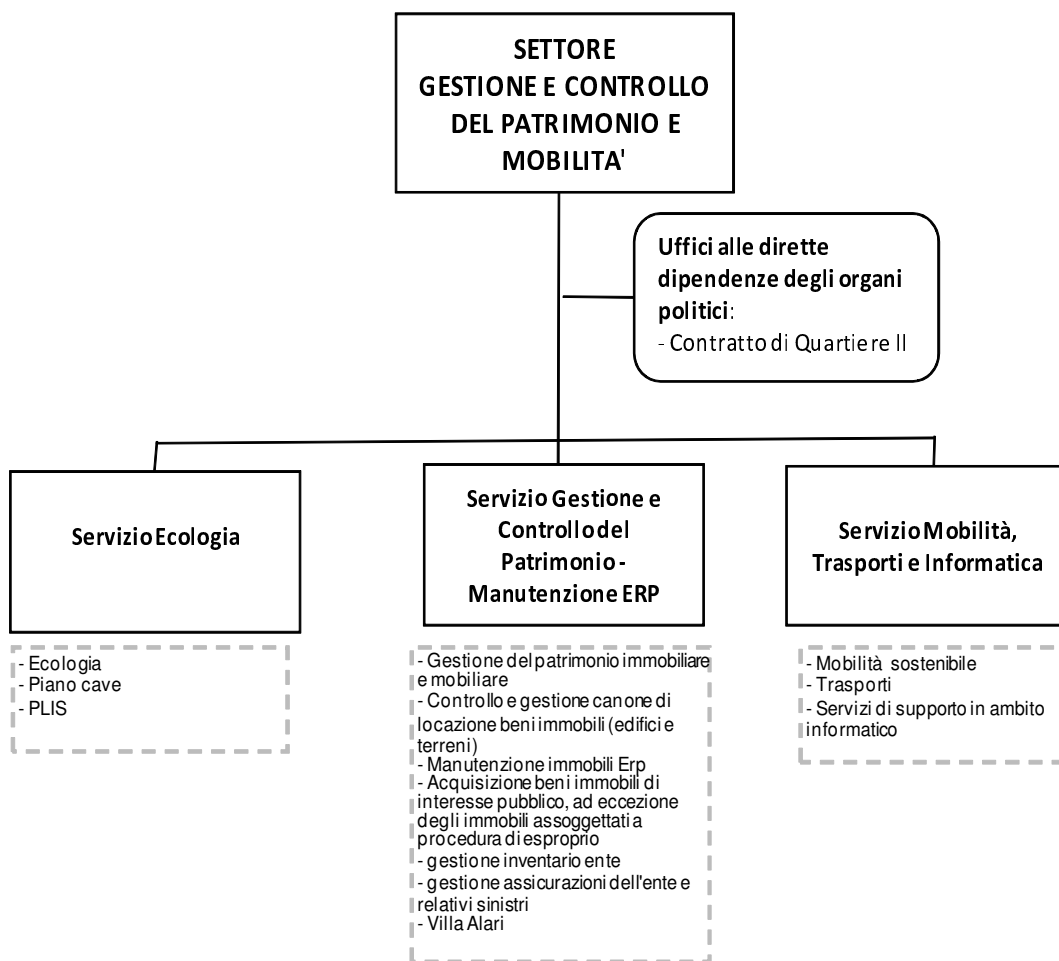 SETTORE
GESTIONE E CONTROLLO
DEL PATRIMONIO E
MOBILITA'
Uffici alle dirette
dipendenze degli organi
politici:
- Contratto di Quartiere II
Servizio Ecologia
- Ecologia
- Piano cave
- PLIS
Servizio Gestione e
Controllo del
Patrimonio -
Manutenzione ERP
- Gestione del patrimonio immobiliare
e mobiliare
- Controllo e gestione canone di
locazione beni immobili (edifici e
terreni)
- Manutenzione immobili Erp
- Acquisizione beni immobili di
interesse pubblico, ad eccezione
degli immobili assoggettati a
procedura di esproprio
- gestione inventario ente
- gestione assicurazioni dell'ente e
relativi sinistri
- Villa Alari
Servizio Mobilità,
Trasporti e Informatica
- Mobilità sostenibile
- Trasporti
- Servizi di supporto in ambito
informatico